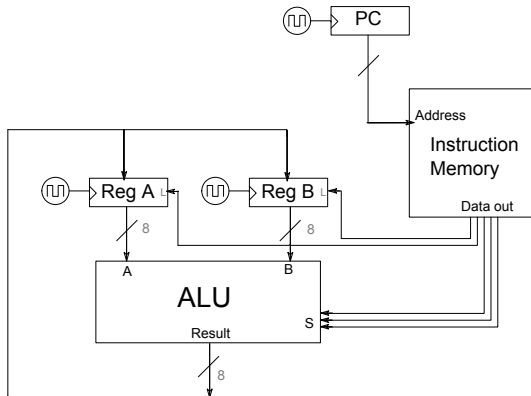 PC
Address
Instruction
Memory
Data out
Reg A L
Reg B L
8
8
A
B
ALU
S
Result
8